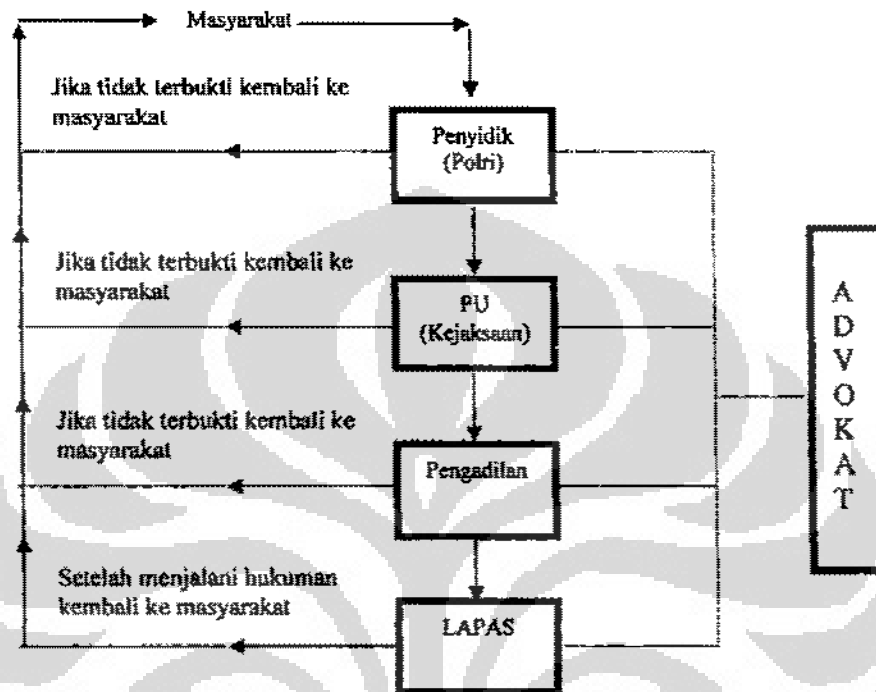 Masyarakat
Jika tidak terbukti kembali ke
masyarakat
Penyidik
(Polri)
Jika tidak terbukti kembali ke
masyarakat
PU
(Kejaksaan)
Jika tidak terbukti kembali ke
masyarakat
Pengadilan
Setelah menjalani hukuman
kembali ke masyarakat
LAPAS
A
D
V
O
K
A
T